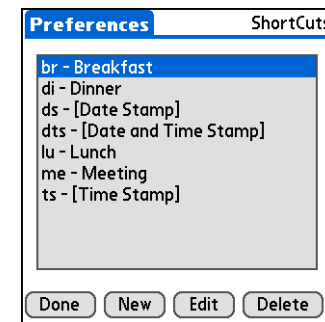 Preferences ShortCuts
br - Breakfast
di - Dinner
ds - [Date Stamp]
dts - [Date and Time Stamp]
lu - Lunch
me - Meeting
ts - [Time Stamp]
Done New Edit Delete